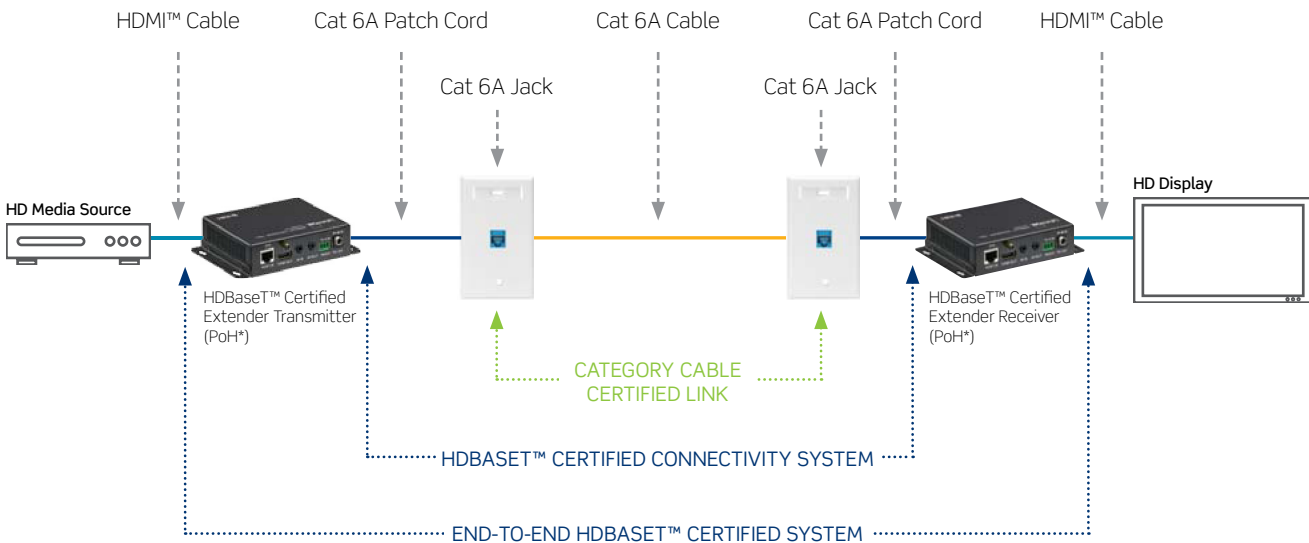 HDMI™ Cable
Cat 6A Patch Cord
Cat 6A Cable
Cat 6A Patch Cord
HDMI™ Cable
Cat 6A Jack
Cat 6A Jack
HD Media Source
HD Display
HDBaseT™ Certified
Extender Transmitter
(PoH*)
HDBaseT™ Certified
Extender Receiver
(PoH*)
CATEGORY CABLE
CERTIFIED LINK
HDBASET™ CERTIFIED CONNECTIVITY SYSTEM
END-TO-END HDBASET™ CERTIFIED SYSTEM